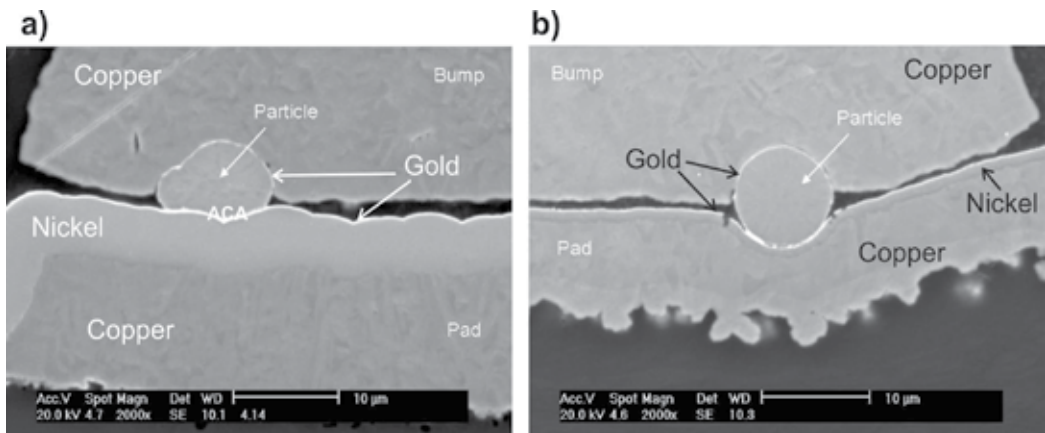 a)
Copper
Bump
Particle
Gold
ACA
Nickel
Copper
Pad
Acc.V Spot Magn Det WD 10 µm
20.0 kV 4.7 2000x SE 10.1 4.14
b)
Bump
Copper
Particle
Gold
Nickel
Pad
Copper
Acc.V Spot Magn Det WD 10 µm
20.0 kV 4.6 2000x SE 10.3